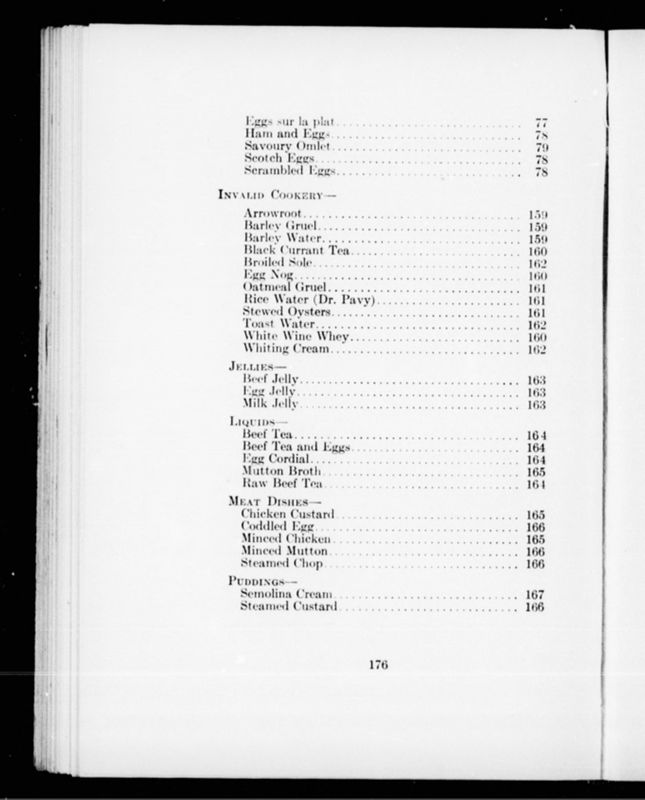 Eggs sur la plat.............................. 77
Ham and Eggs.............................. 78
Savoury Omlet.............................. 79
Scotch Eggs.............................. 78
Scrambled Eggs.............................. 78
INVALID COOKERY—
Arrowroot.............................. 159
Barley Gruel.............................. 159
Barley Water.............................. 159
Black Currant Tea.............................. 160
Broiled Sole.............................. 162
Egg Nog.............................. 160
Oatmeal Gruel.............................. 161
Rice Water (Dr. Pavy).............................. 161
Stewed Oysters.............................. 161
Toast Water.............................. 162
White Wine Whey.............................. 160
Whiting Cream.............................. 162
JELLIES—
Beef Jelly.............................. 163
Egg Jelly.............................. 163
Milk Jelly.............................. 163
LIQUIDS—
Beef Tea.............................. 164
Beef Tea and Eggs.............................. 164
Egg Cordial.............................. 164
Mutton Broth.............................. 165
Raw Beef Tea.............................. 164
MEAT DISHES—
Chicken Custard.............................. 165
Coddled Egg.............................. 166
Minced Chicken.............................. 165
Minced Mutton.............................. 166
Steamed Chop.............................. 166
PUDDINGS—
Semolina Cream.............................. 167
Steamed Custard.............................. 166
176